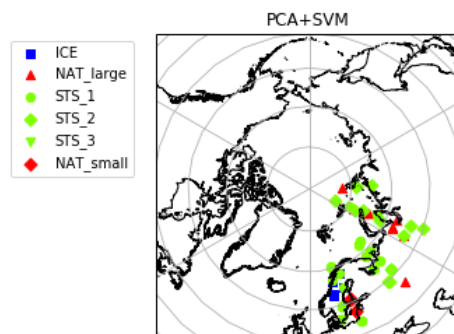 PCA+SVM
ICE
NAT_large
STS_1
STS_2
STS_3
NAT_small